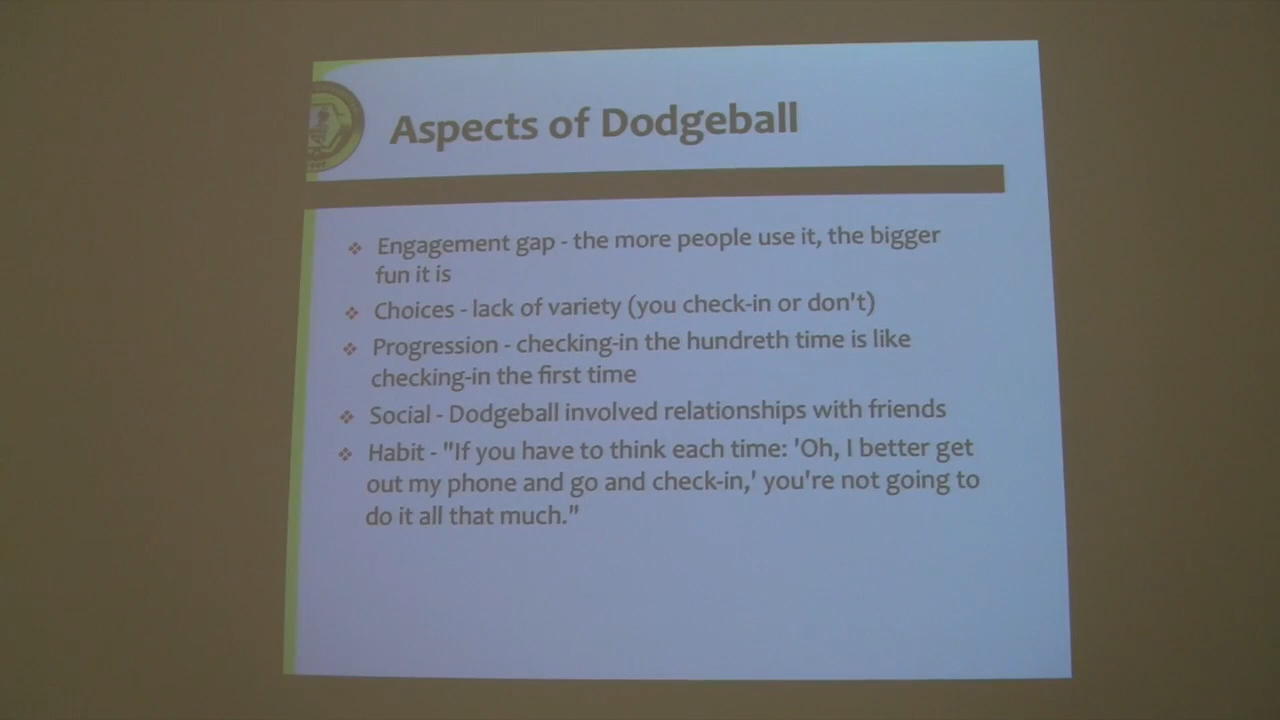 Aspects of Dodgeball
❖ Engagement gap - the more people use it, the bigger
fun it is
❖ Choices - lack of variety (you check-in or don't)
❖ Progression - checking-in the hundreth time is like
checking-in the first time
❖ Social - Dodgeball involved relationships with friends
❖ Habit - "If you have to think each time: 'Oh, I better get
out my phone and go and check-in,' you're not going to
do it all that much."